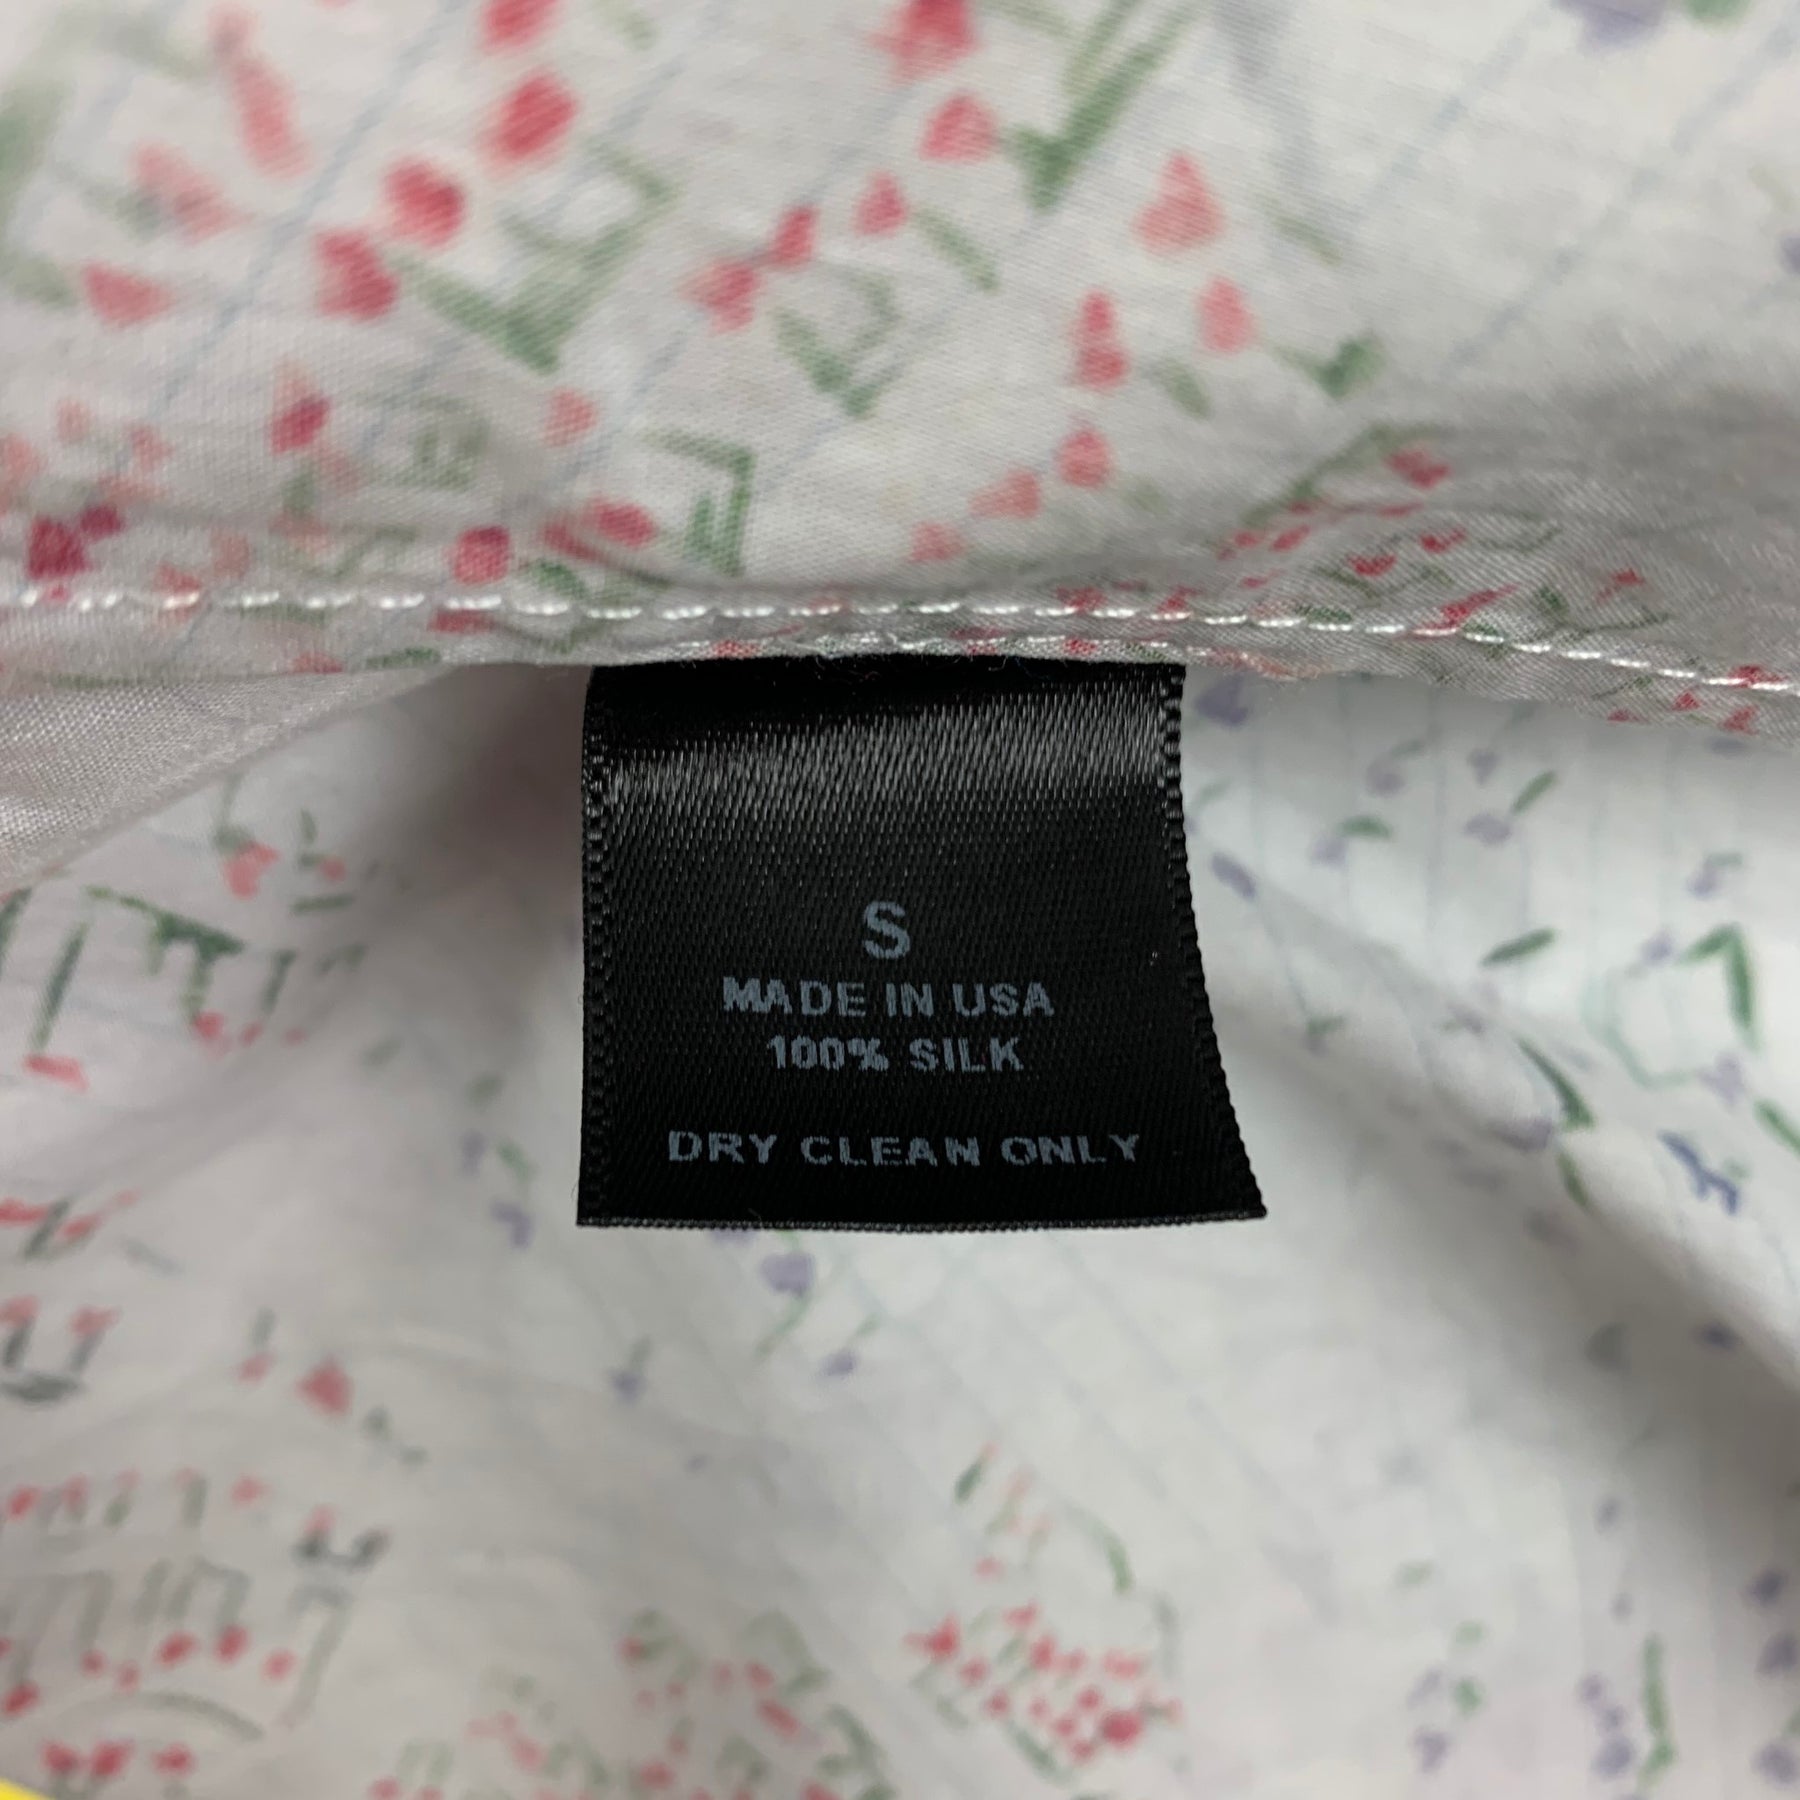 S
MADE IN USA
100% SILK
DRY CLEAN ONLY